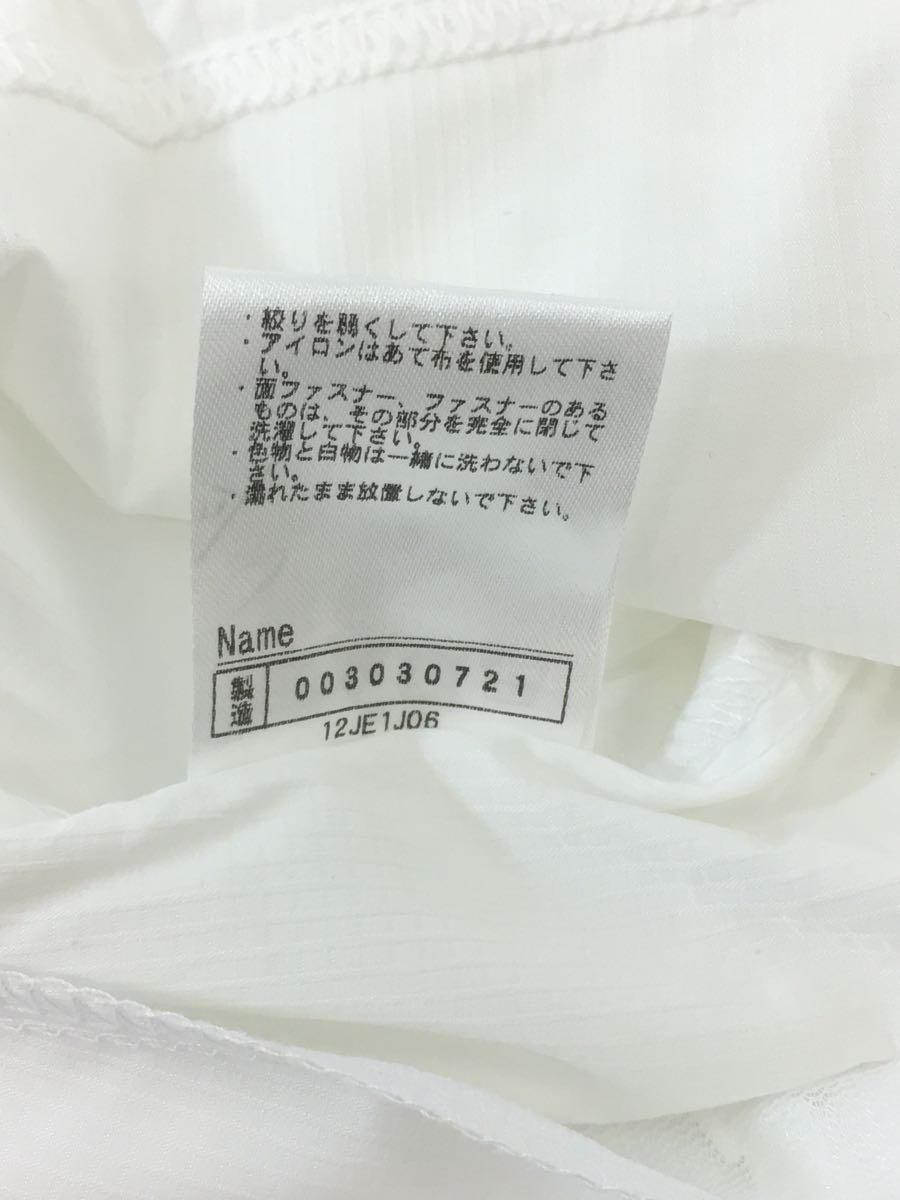 ・絞りを弱くして下さい。
・アイロンはあて布を使用して下さ
い。
・面ファスナー、ファスナーのある
ものは、その部分を完全に閉じて
洗濯して下さい。
・色物と白物は一緒に洗わないで下
さい。
・濡れたまま放置しないで下さい。
Name
製造 003030721
12JE1J06